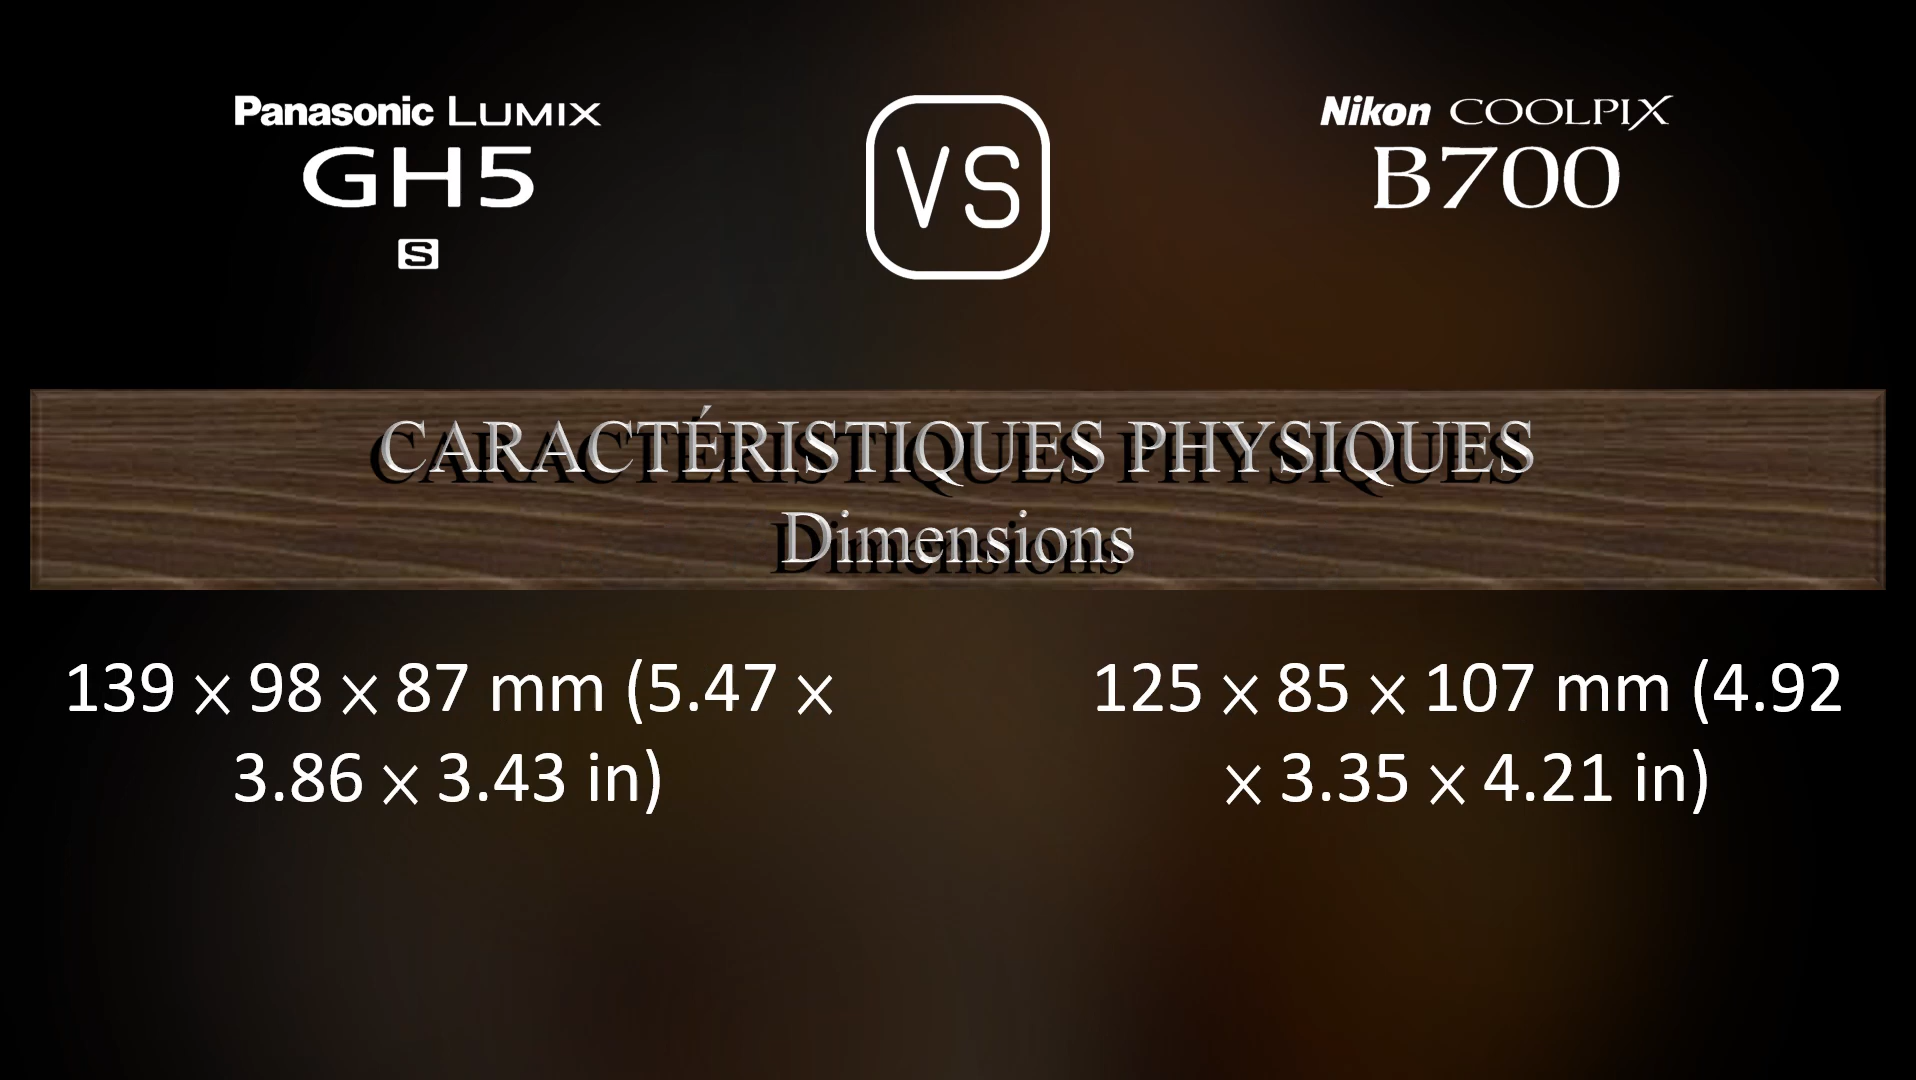 Panasonic LUMIX
GH5
S
VS
Nikon COOLPIX
B700
CARACTÉRISTIQUES PHYSIQUES
Dimensions
139 x 98 x 87 mm (5.47 x
3.86 x 3.43 in)
125 x 85 x 107 mm (4.92
x 3.35 x 4.21 in)